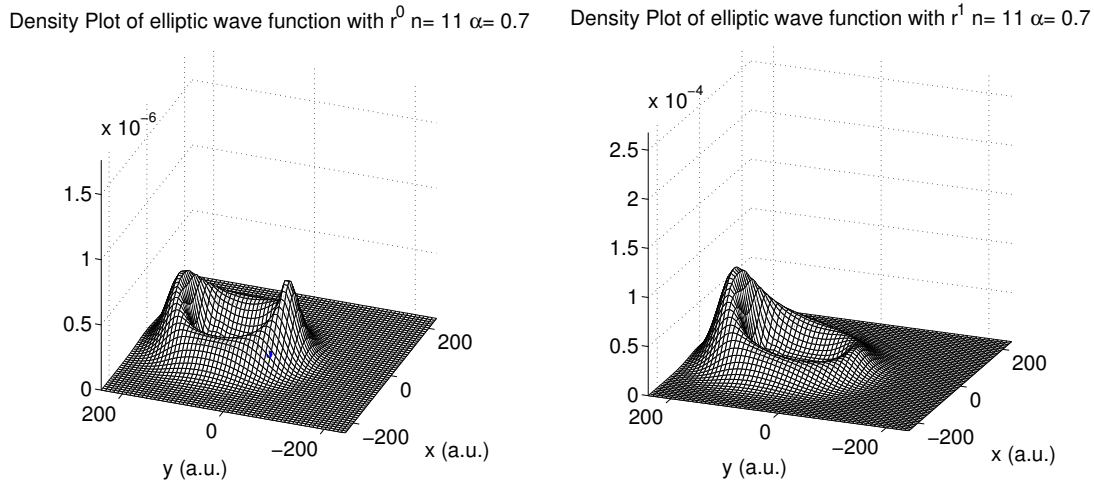 Density Plot of elliptic wave function with r^0 n= 11 α= 0.7
x 10^−6
1.5
1
0.5
0
200
0
−200
y (a.u.)
200
0
−200
x (a.u.)
Density Plot of elliptic wave function with r^1 n= 11 α= 0.7
x 10^−4
2.5
2
1.5
1
0.5
0
200
0
−200
y (a.u.)
200
0
−200
x (a.u.)